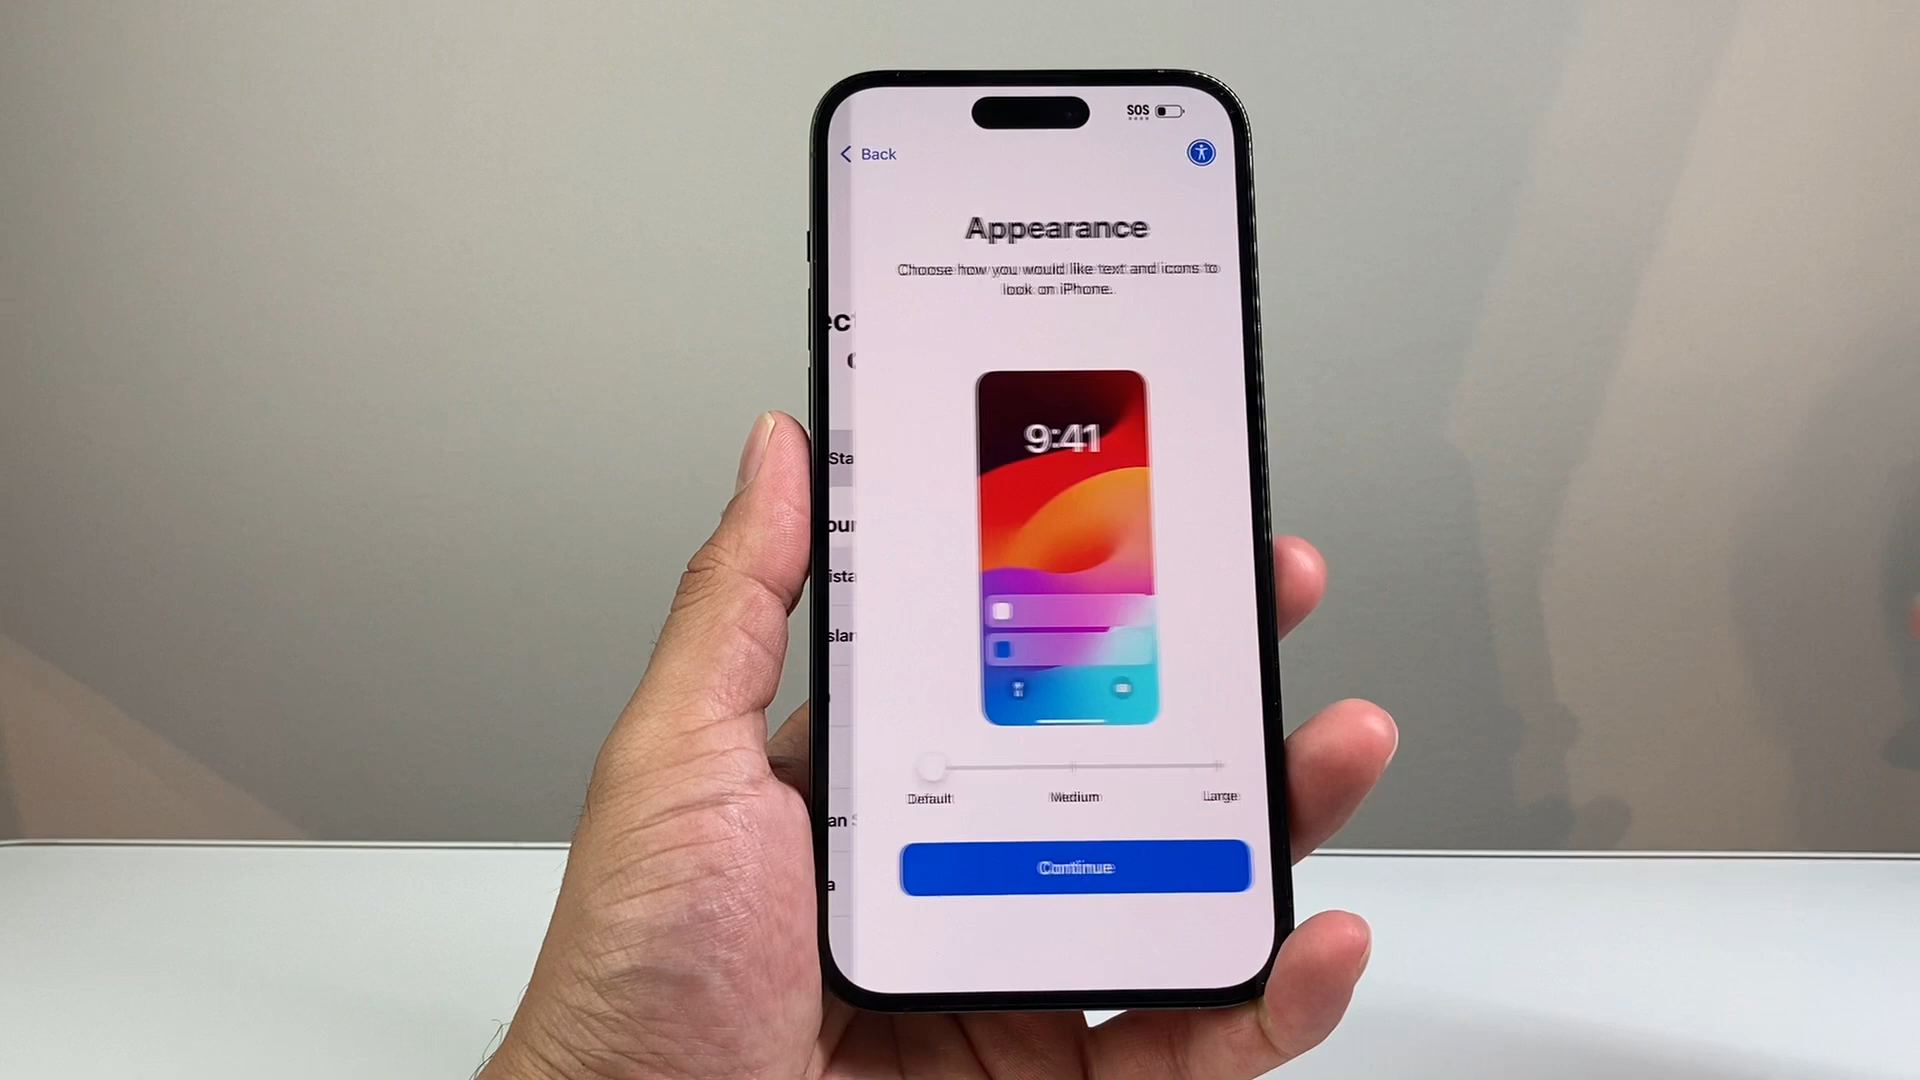 SOS
Back
Appearance
Choose how you would like text and icons to
look on iPhone.
9:41
Default
Medium
Large
Continue